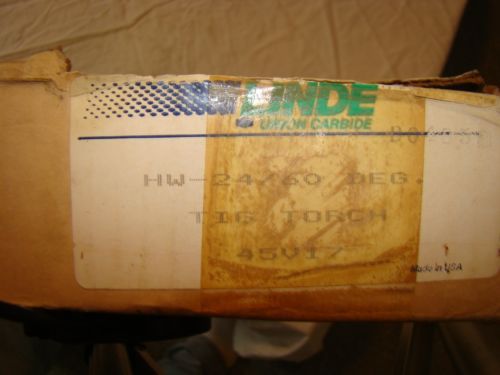 LINDE
UNION CARBIDE
HW-24/60 DEG.
TIG TORCH
45V17
Made in USA